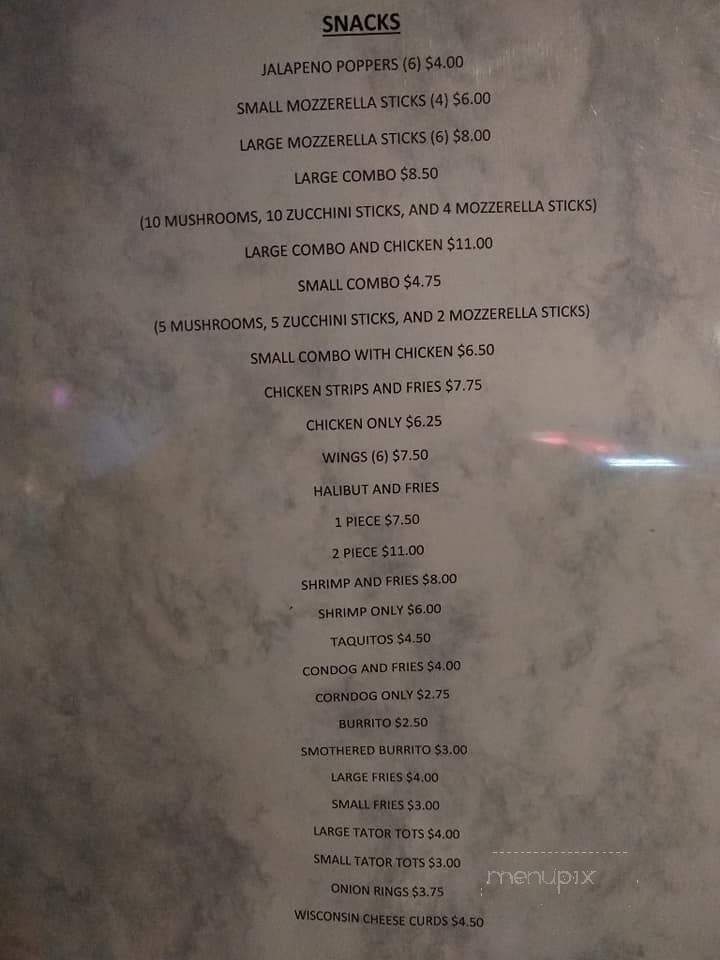 SNACKS
JALAPENO POPPERS (6) $4.00
SMALL MOZZERELLA STICKS (4) $6.00
LARGE MOZZERELLA STICKS (6) $8.00
LARGE COMBO $8.50
(10 MUSHROOMS, 10 ZUCCHINI STICKS, AND 4 MOZZERELLA STICKS)
LARGE COMBO AND CHICKEN $11.00
SMALL COMBO $4.75
(5 MUSHROOMS, 5 ZUCCHINI STICKS, AND 2 MOZZERELLA STICKS)
SMALL COMBO WITH CHICKEN $6.50
CHICKEN STRIPS AND FRIES $7.75
CHICKEN ONLY $6.25
WINGS (6) $7.50
HALIBUT AND FRIES
1 PIECE $7.50
2 PIECE $11.00
SHRIMP AND FRIES $8.00
SHRIMP ONLY $6.00
TAQUITOS $4.50
CONDOG AND FRIES $4.00
CORNDOG ONLY $2.75
BURRITO $2.50
SMOTHERED BURRITO $3.00
LARGE FRIES $4.00
SMALL FRIES $3.00
LARGE TATOR TOTS $4.00
SMALL TATOR TOTS $3.00
menupix
ONION RINGS $3.75
WISCONSIN CHEESE CURDS $4.50